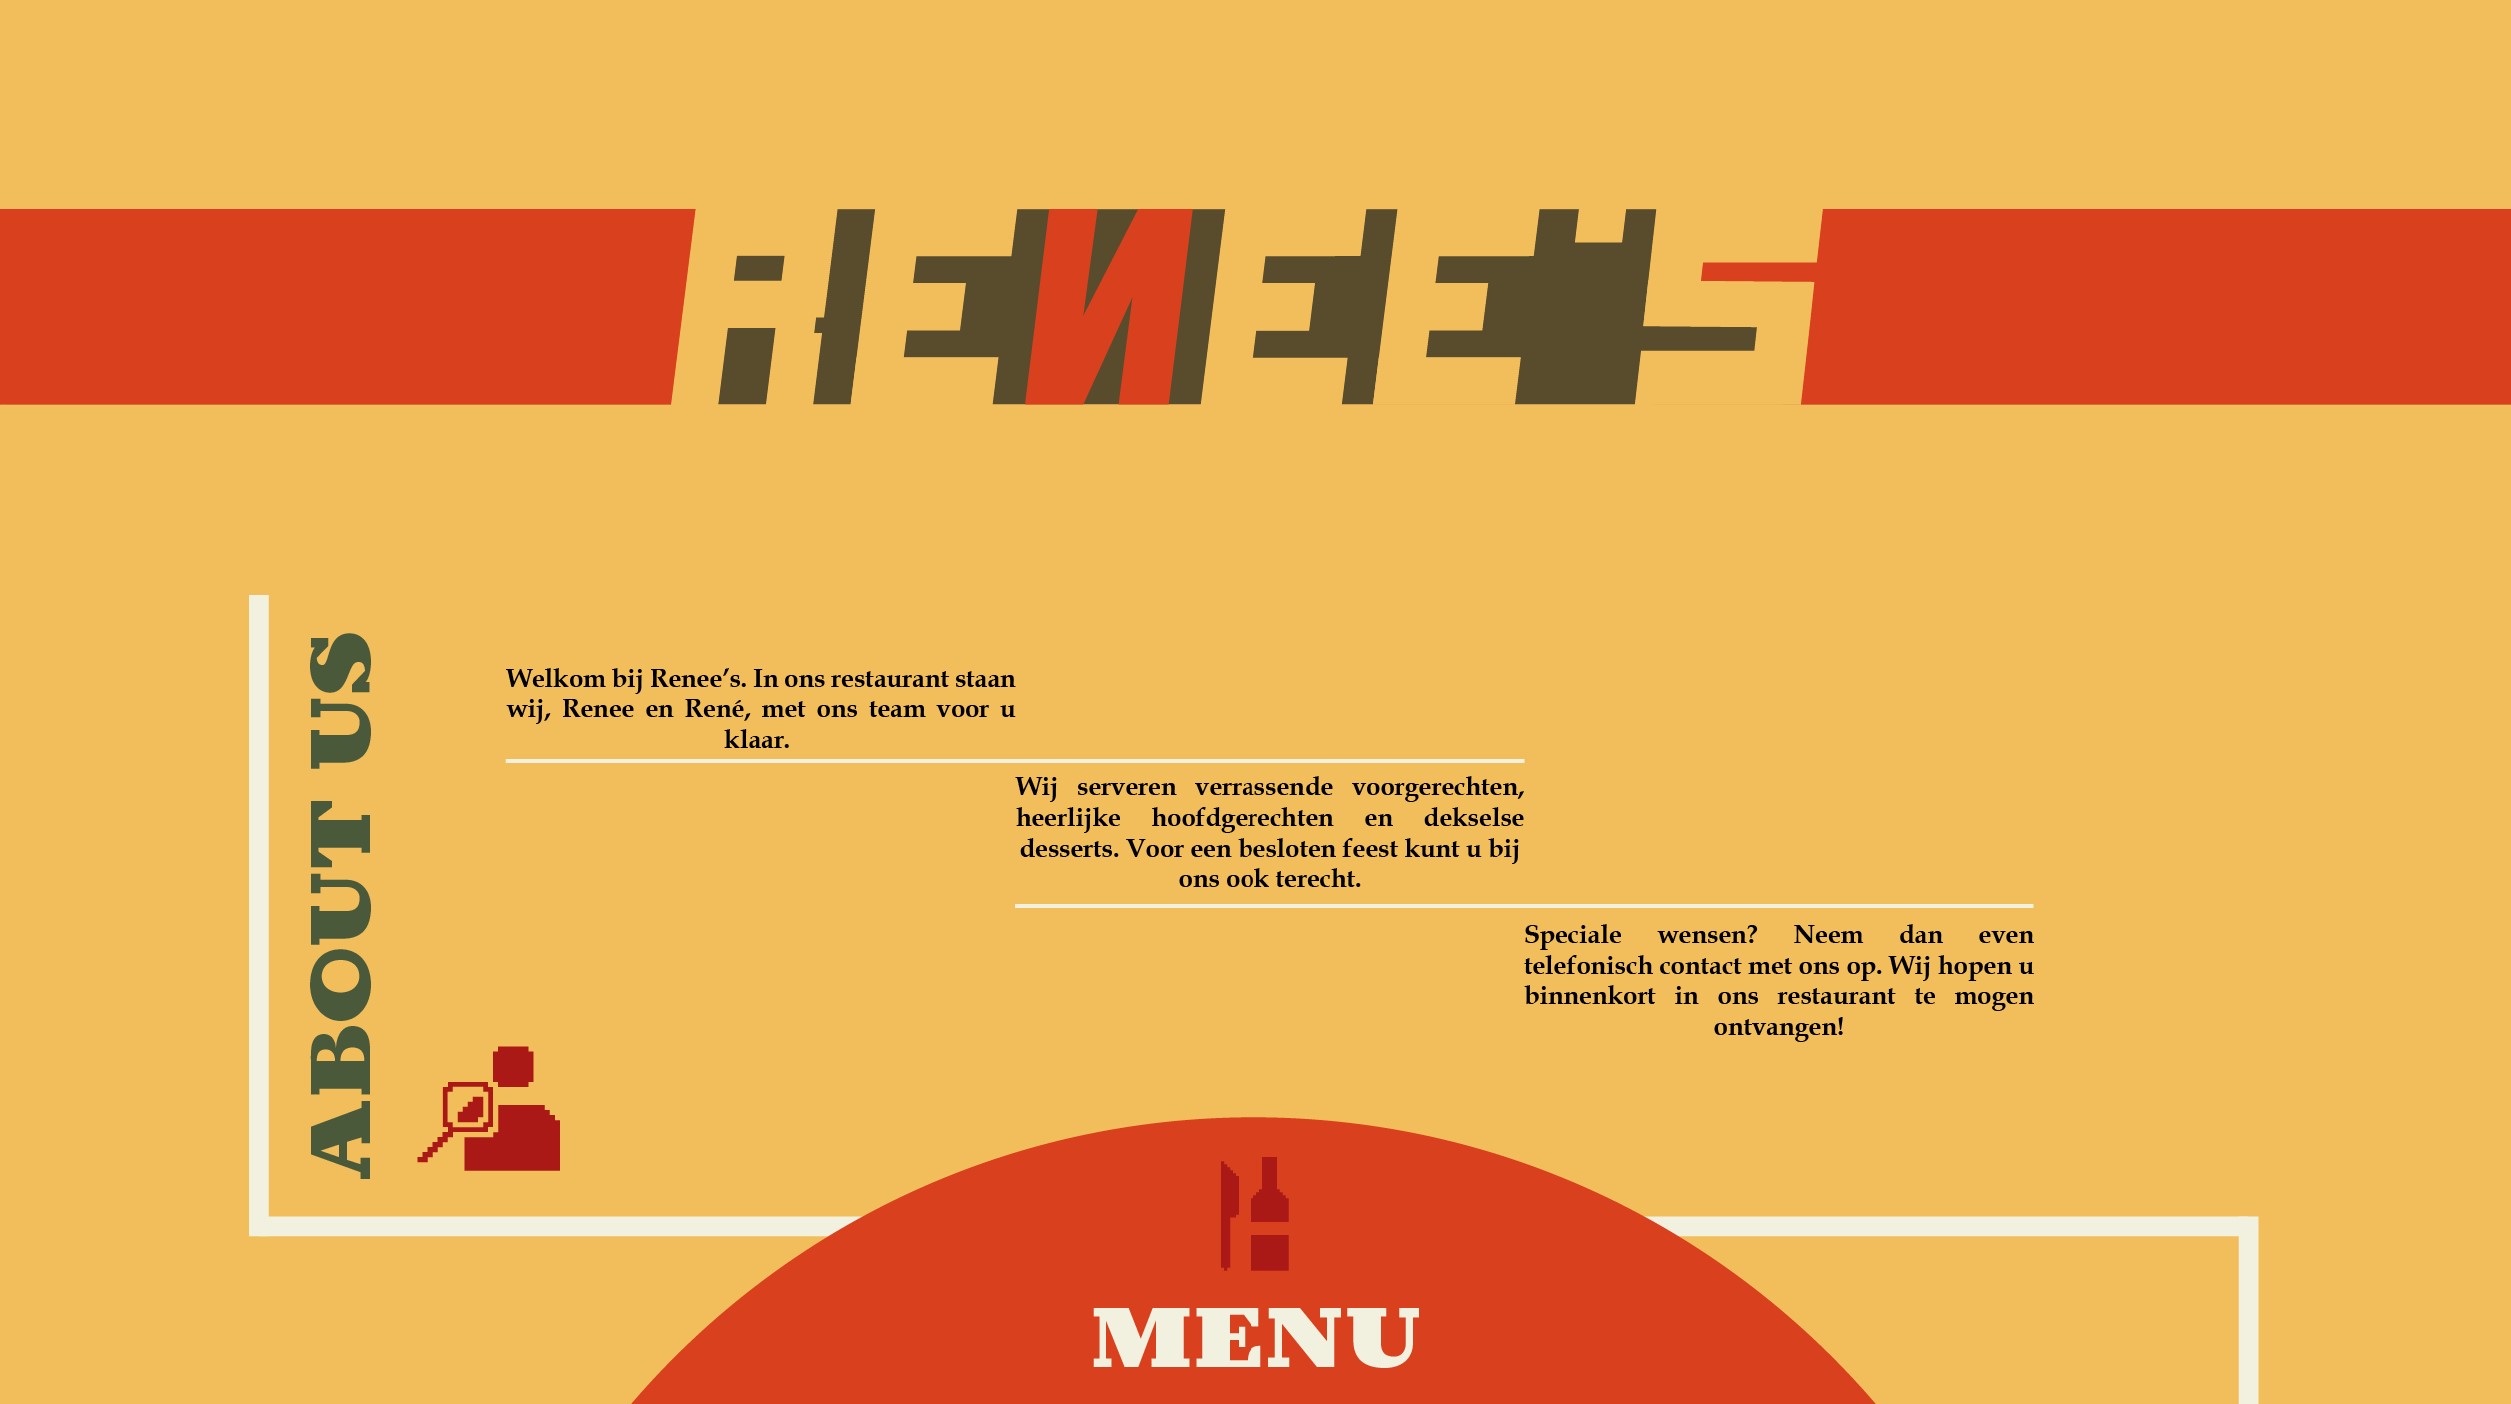 RENEE'S
ABOUT US
Welkom bij Renee’s. In ons restaurant staan
wij, Renee en René, met ons team voor u
klaar.
Wij serveren verrassende voorgerechten,
heerlijke hoofdgerechten en dekselse
desserts. Voor een besloten feest kunt u bij
ons ook terecht.
Speciale wensen? Neem dan even
telefonisch contact met ons op. Wij hopen u
binnenkort in ons restaurant te mogen
ontvangen!
MENU